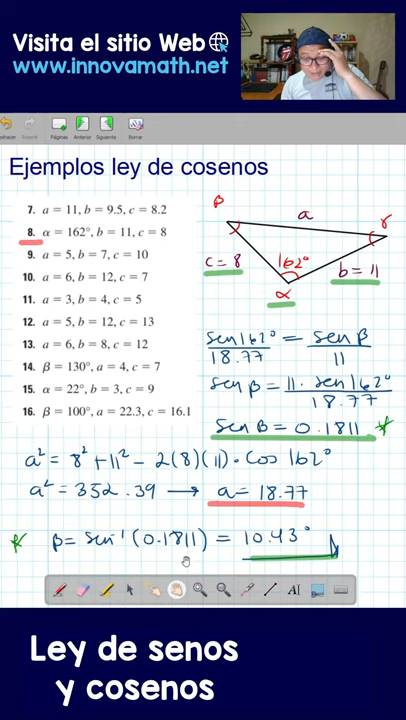 Visita el sitio Web
www.innovamath.net
Páginas Anterior Siguiente Borrar
Ejemplos ley de cosenos
7. a = 11, b = 9.5, c = 8.2
8. α = 162°, b = 11, c = 8
9. a = 5, b = 7, c = 10
10. a = 6, b = 12, c = 7
11. a = 3, b = 4, c = 5
12. a = 5, b = 12, c = 13
13. a = 6, b = 8, c = 12
14. β = 130°, a = 4, c = 7
15. α = 22°, b = 3, c = 9
16. β = 100°, a = 22.3, c = 16.1
β
a
γ
c = 8
162°
b = 11
α
sen 162° / 18.77 = sen β / 11
sen β = 11 · sen 162° / 18.77
sen β = 0.1811
a² = 8² + 11² - 2(8)(11) · cos 162°
a² = 352.39 → a = 18.77
β = sen⁻¹ (0.1811) = 10.43°
AI
Ley de senos
y cosenos